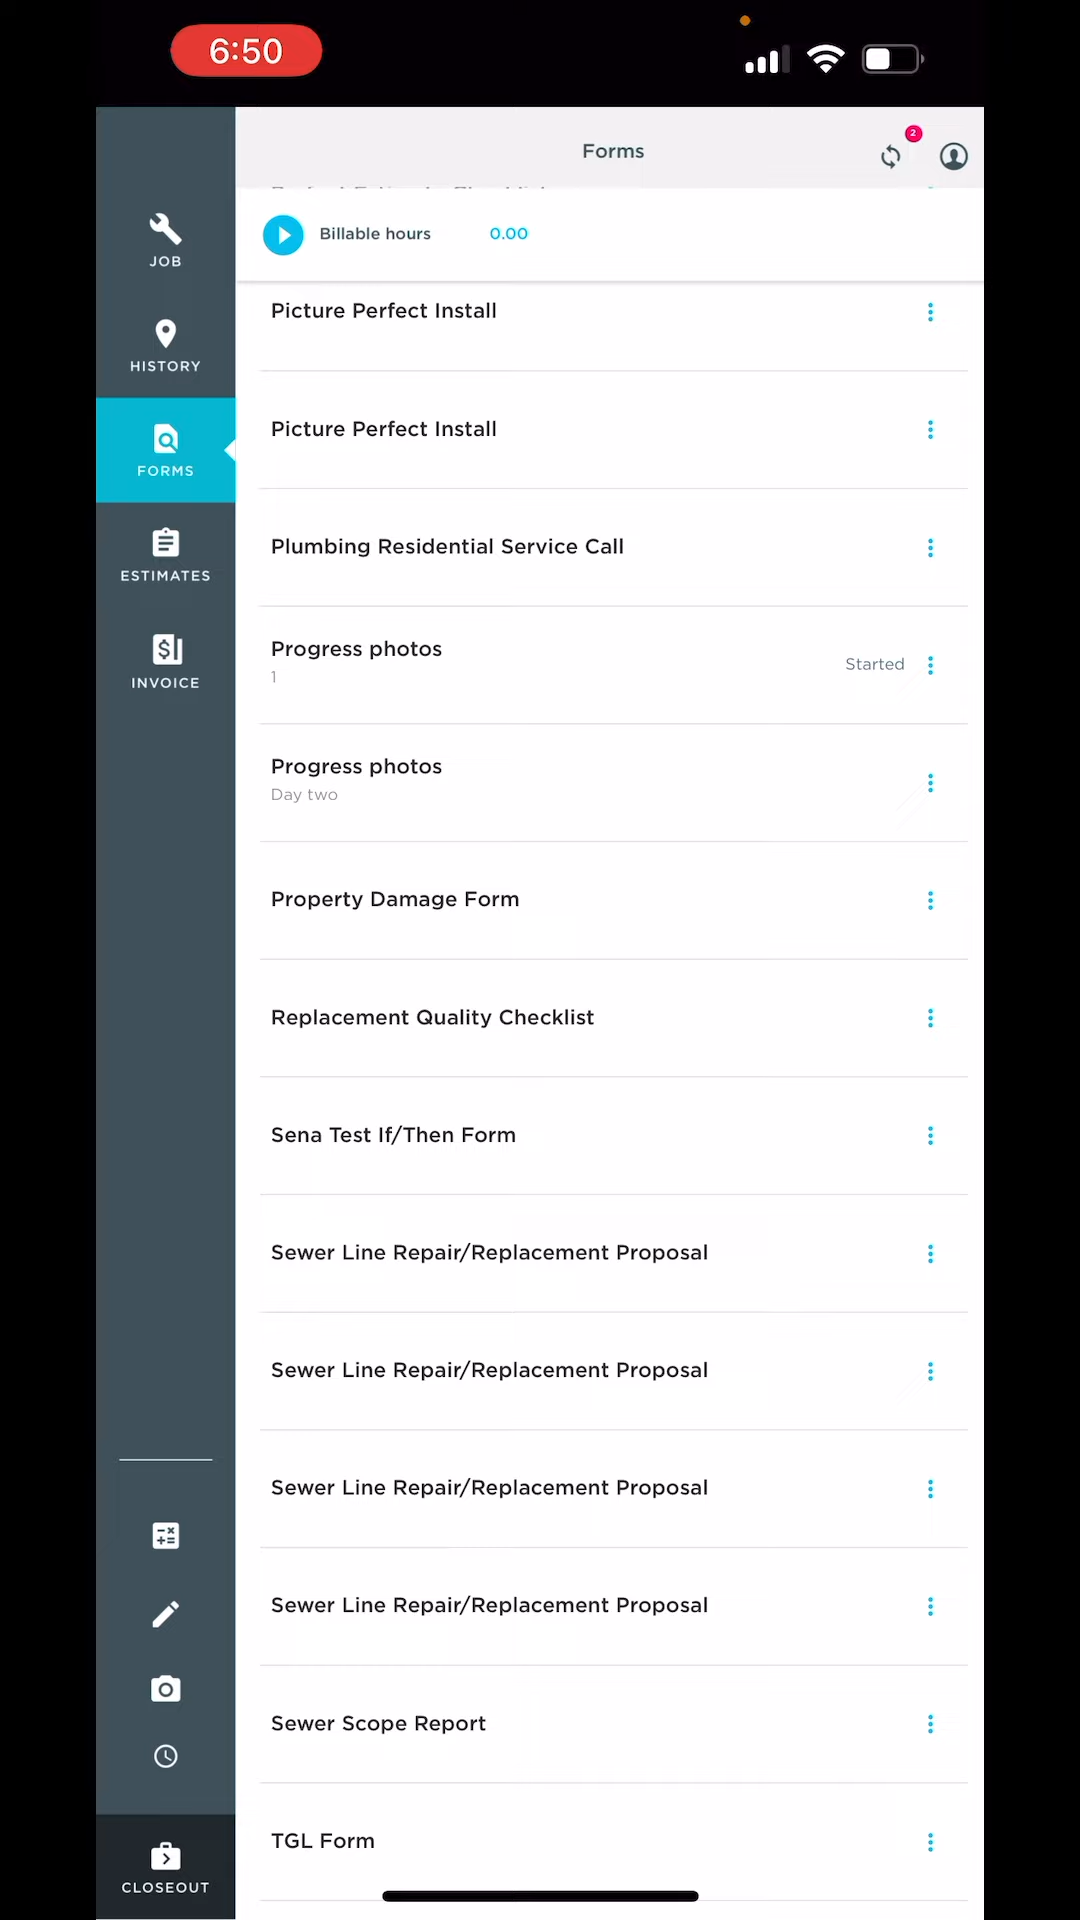 6:50
Forms
2
JOB
HISTORY
FORMS
ESTIMATES
INVOICE
CLOSEOUT
Billable hours 0.00
Picture Perfect Install
Picture Perfect Install
Plumbing Residential Service Call
Progress photos
1
Started
Progress photos
Day two
Property Damage Form
Replacement Quality Checklist
Sena Test If/Then Form
Sewer Line Repair/Replacement Proposal
Sewer Line Repair/Replacement Proposal
Sewer Line Repair/Replacement Proposal
Sewer Line Repair/Replacement Proposal
Sewer Scope Report
TGL Form